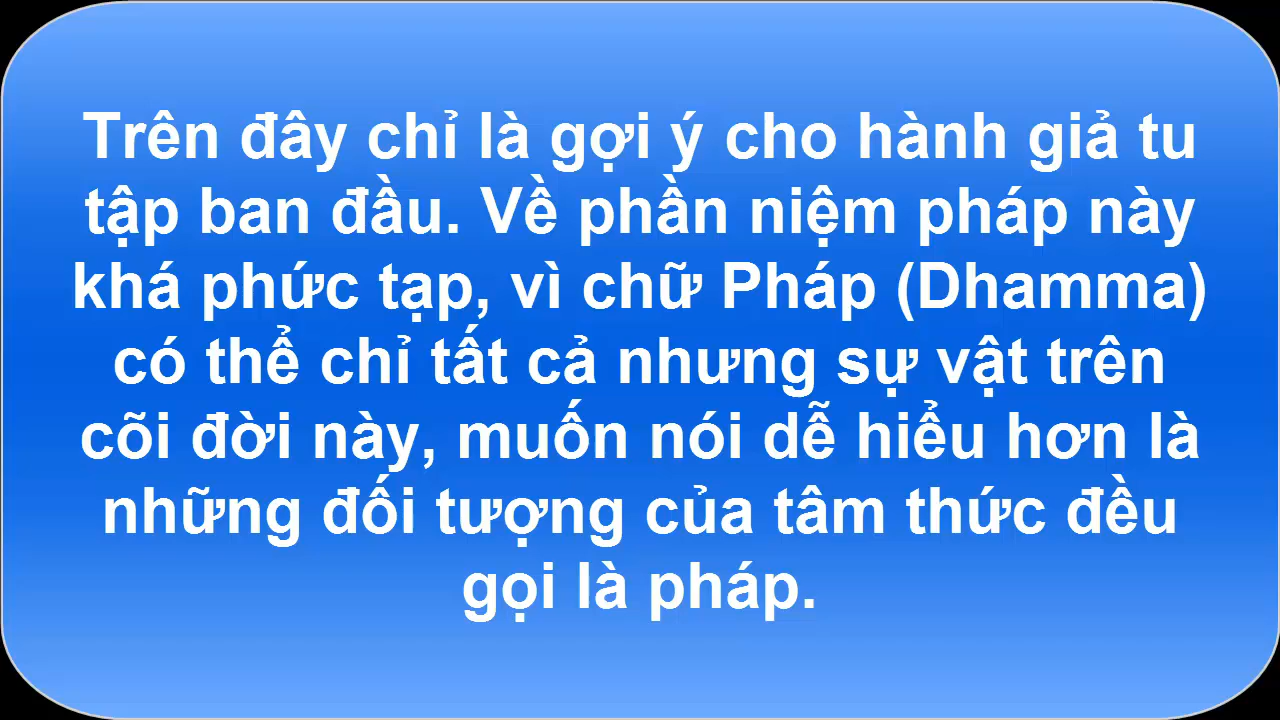 Trên đây chỉ là gợi ý cho hành giả tu
tập ban đầu. Về phần niệm pháp này
khá phức tạp, vì chữ Pháp (Dhamma)
có thể chỉ tất cả nhưng sự vật trên
cõi đời này, muốn nói dễ hiểu hơn là
những đối tượng của tâm thức đều
gọi là pháp.